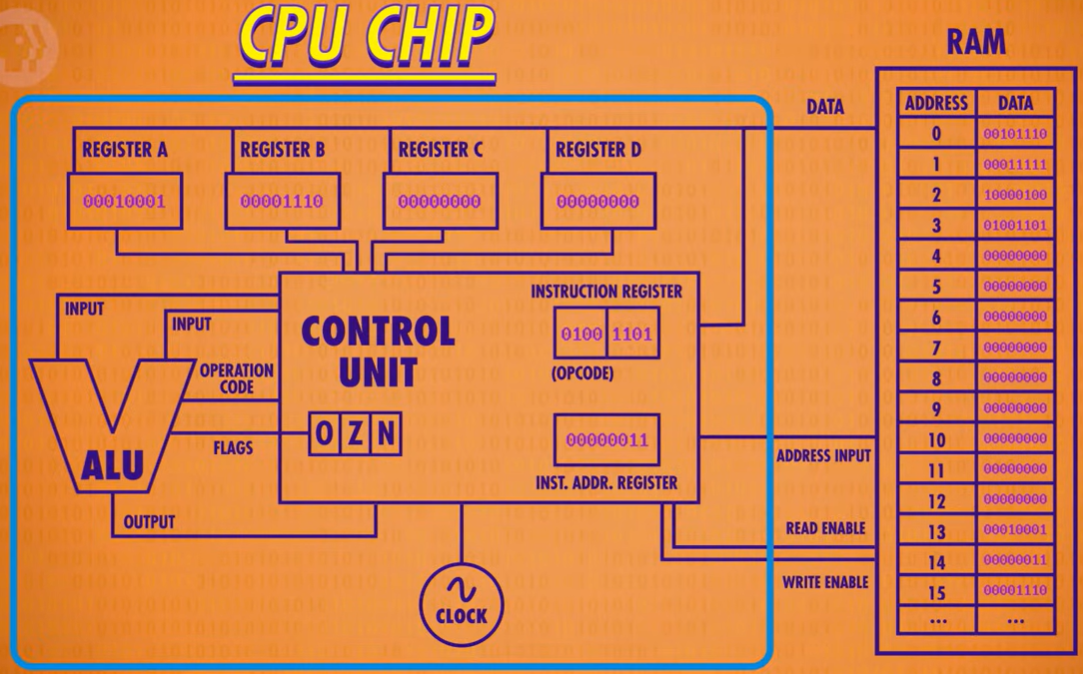 CPU CHIP
RAM
DATA
ADDRESS DATA
0 00101110
1 00011111
2 10000100
3 01001101
4 00000000
5 00000000
6 00000000
7 00000000
8 00000000
9 00000000
10 00000000
11 00000000
12 00000000
13 00010001
14 00000011
15 00001110
... ...
REGISTER A
00010001
REGISTER B
00001110
REGISTER C
00000000
REGISTER D
00000000
INPUT
INPUT
CONTROL
UNIT
INSTRUCTION REGISTER
0100 1101
(OPCODE)
OPERATION
CODE
O Z N
FLAGS
ALU
00000011
INST. ADDR. REGISTER
OUTPUT
CLOCK
ADDRESS INPUT
READ ENABLE
WRITE ENABLE